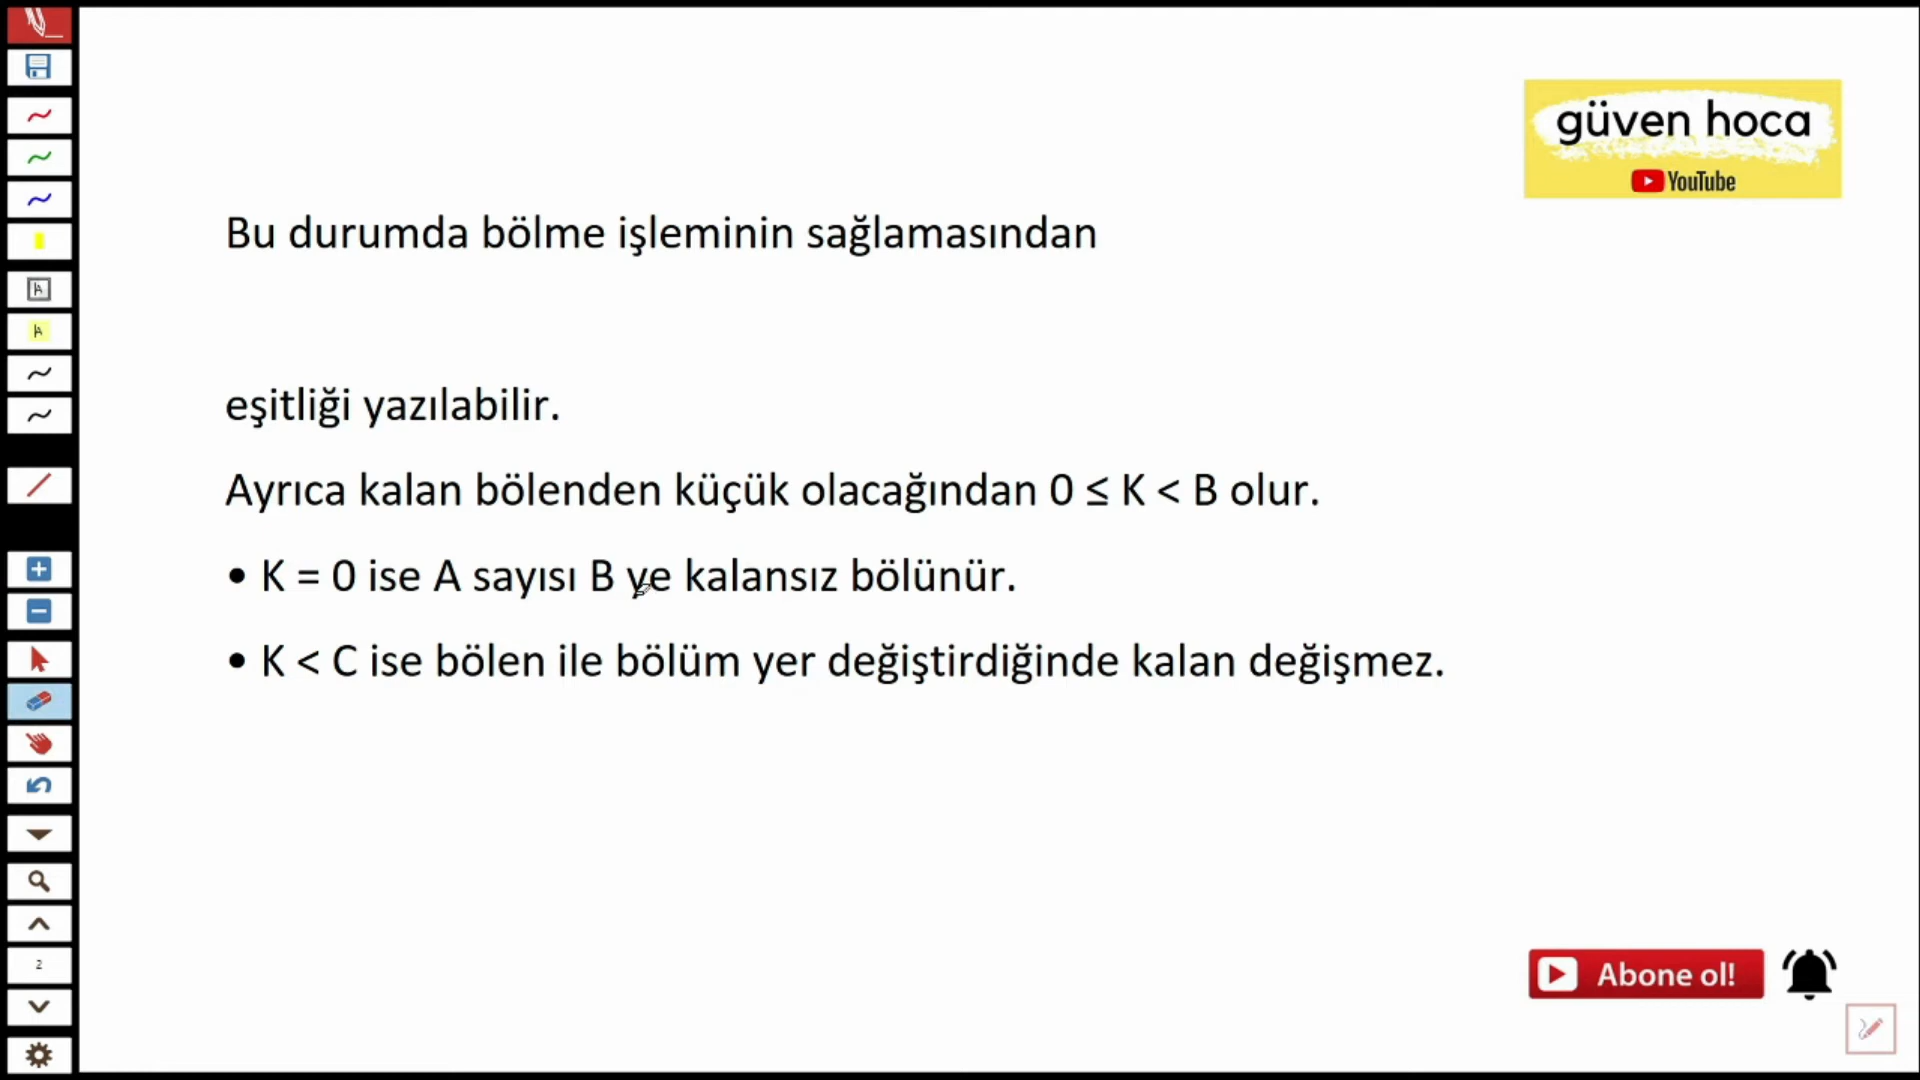 güven hoca
YouTube
Bu durumda bölme işleminin sağlamasından
eşitliği yazılabilir.
Ayrıca kalan bölenden küçük olacağından 0 ≤ K < B olur.
• K = 0 ise A sayısı B ye kalansız bölünür.
• K < C ise bölen ile bölüm yer değiştirdiğinde kalan değişmez.
Abone ol!
A
A
2